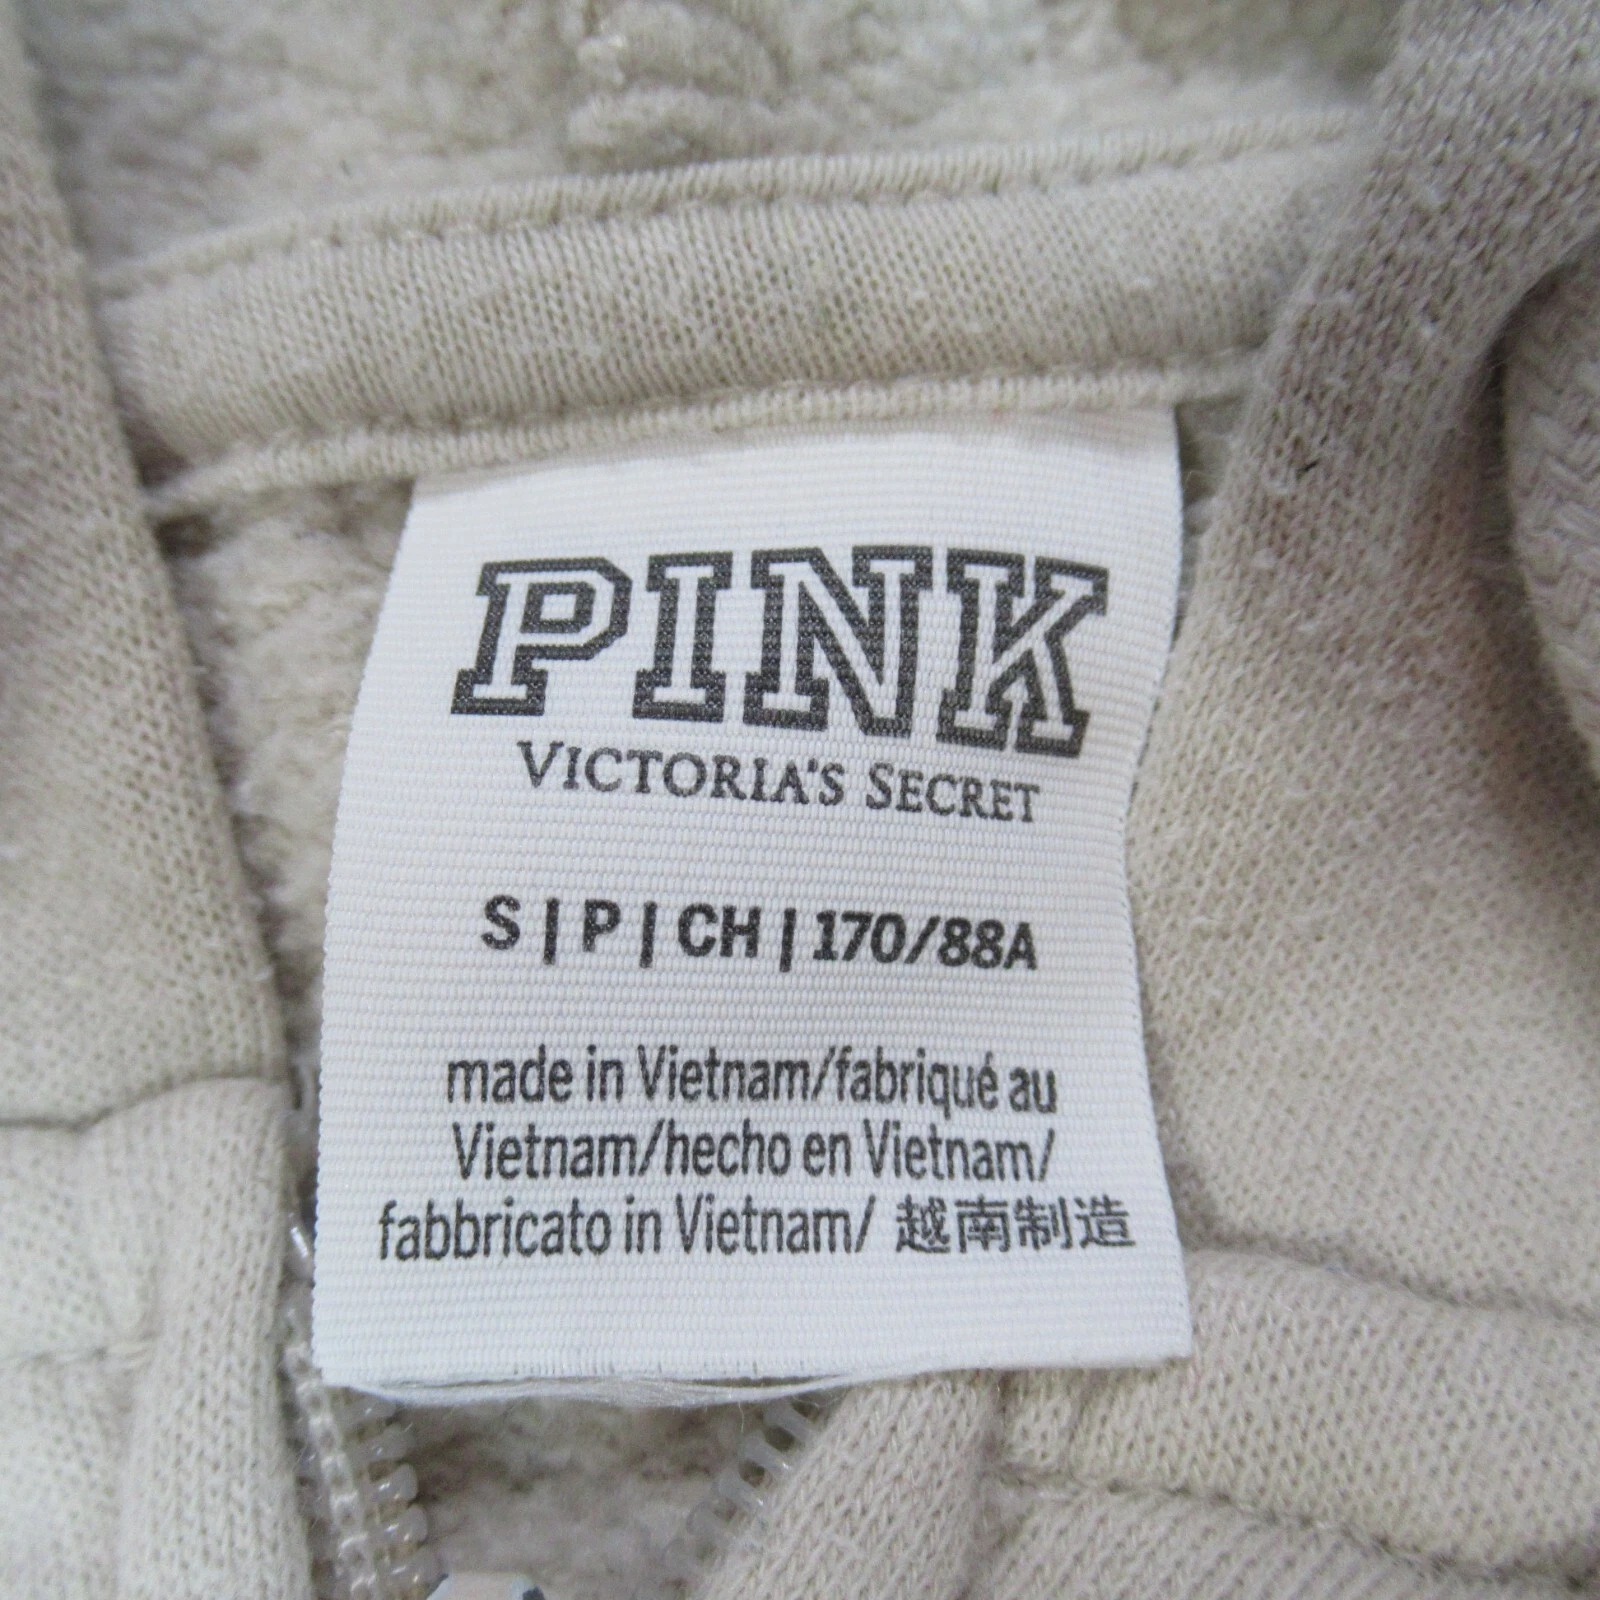 PINK
VICTORIA'S SECRET
S | P | CH | 170/88A
made in Vietnam/fabriqué au
Vietnam/hecho en Vietnam/
fabbricato in Vietnam/ 越南制造